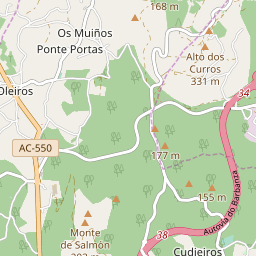 168 m
Os Muiños
Ponte Portas
Alto dos
Curros
331 m
Oleiros
34
AC-550
177 m
155 m
Autovía do Barbanza
Monte
de Salmón
38
Cudieiros